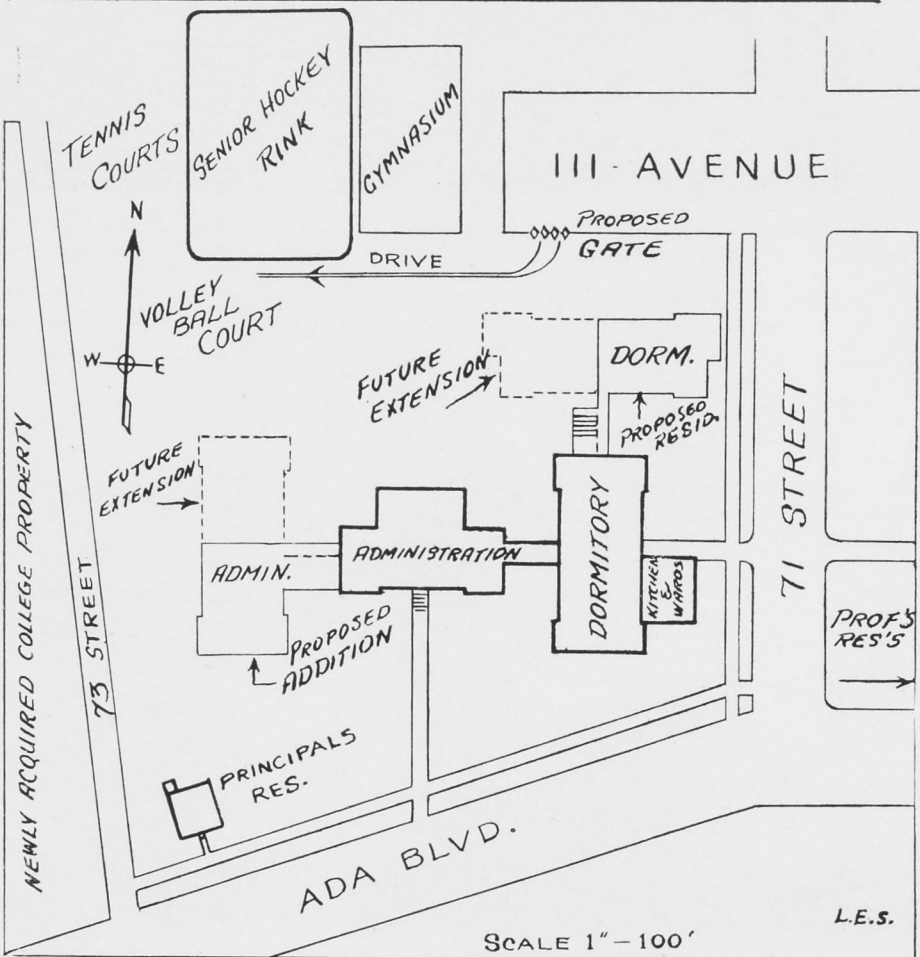 TENNIS
COURTS
SENIOR HOCKEY
RINK
GYMNASIUM
111 · AVENUE
PROPOSED
GATE
DRIVE
N
W E
VOLLEY
BALL
COURT
FUTURE
EXTENSION
DORM.
PROPOSED
RESID.
FUTURE
EXTENSION
ADMIN.
ADMINISTRATION
DORMITORY
KITCHEN
&
WARDS
71 STREET
PROF'S
RES'S
PROPOSED
ADDITION
NEWLY ACQUIRED COLLEGE PROPERTY
73 STREET
PRINCIPALS
RES.
ADA BLVD.
SCALE 1" - 100'
L.E.S.